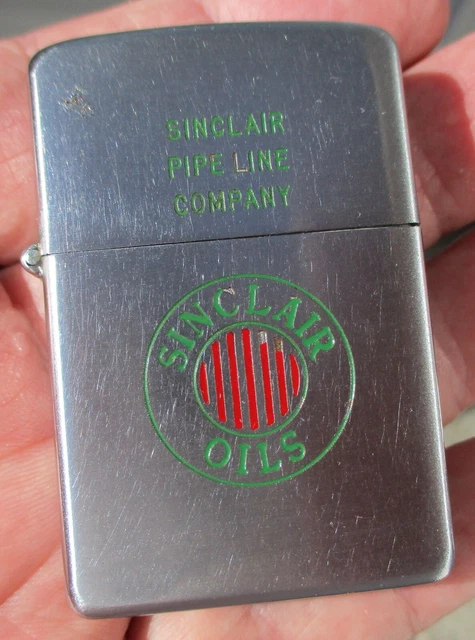 SINCLAIR
PIPE LINE
COMPANY
SINCLAIR
OILS